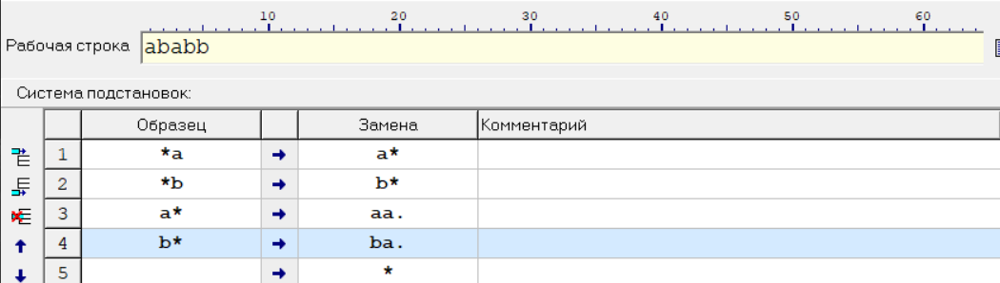 10 20 30 40 50 60
Рабочая строка ababb
Система подстановок:
Образец Замена Комментарий
1 *a → a*
2 *b → b*
3 a* → aa.
4 b* → ba.
5 → *